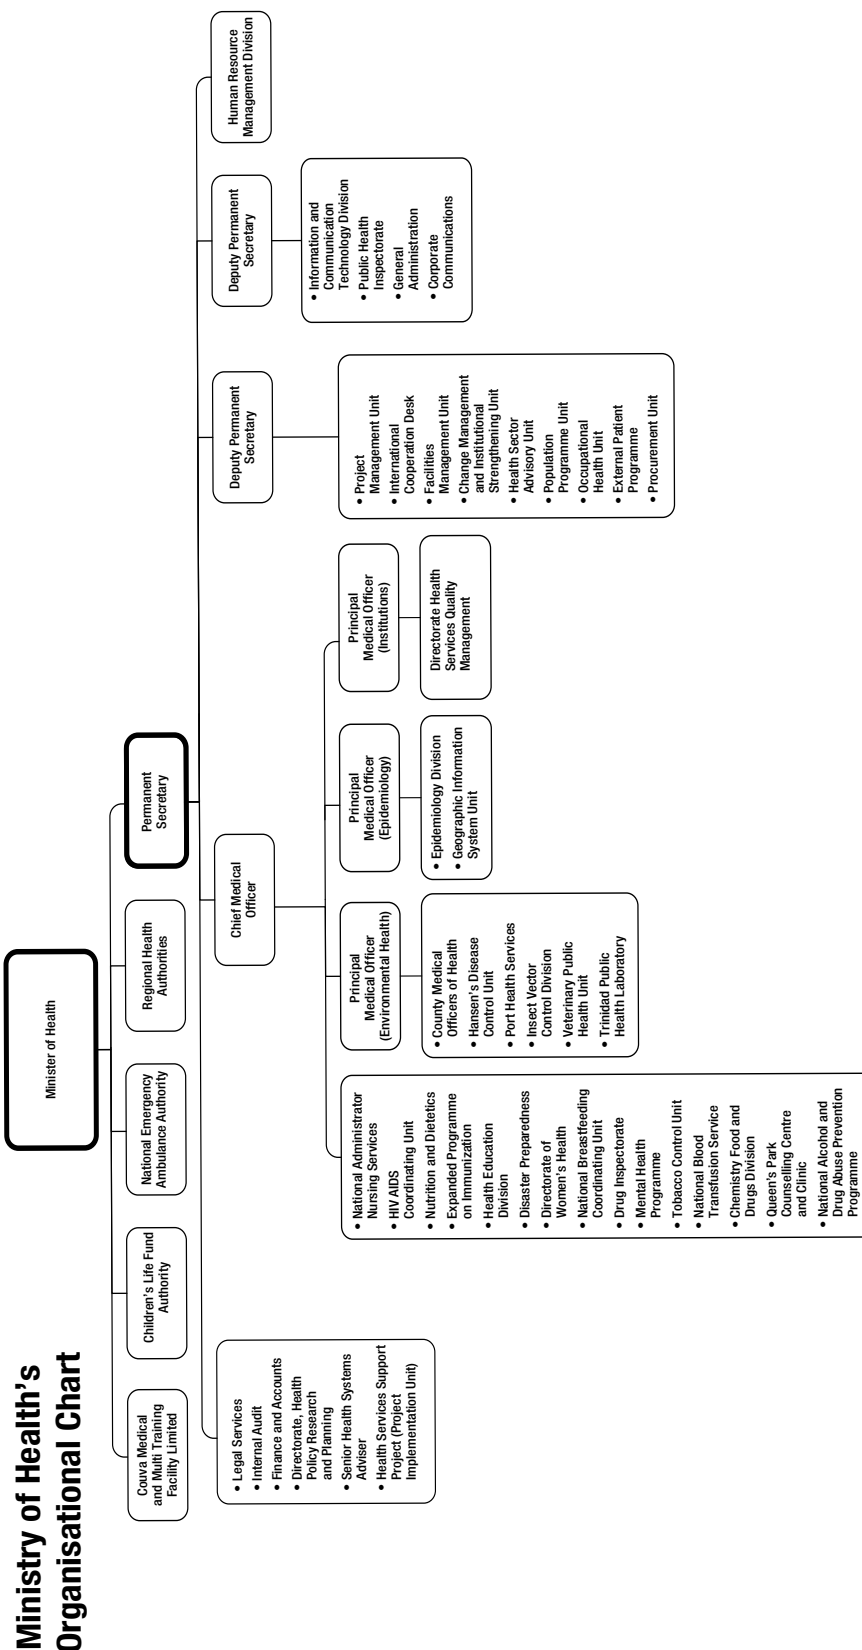 Ministry of Health’s
Organisational Chart
Minister of Health
Couva Medical
and Multi Training
Facility Limited
Children’s Life Fund
Authority
National Emergency
Ambulance Authority
Regional Health
Authorities
Permanent
Secretary
• Legal Services
• Internal Audit
• Finance and Accounts
• Directorate, Health
Policy Research
and Planning
• Senior Health Systems
Adviser
• Health Services Support
Project (Project
Implementation Unit)
Chief Medical
Officer
Deputy Permanent
Secretary
Deputy Permanent
Secretary
Human Resource
Management Division
• National Administrator
Nursing Services
• HIV AIDS
Coordinating Unit
• Nutrition and Dietetics
• Expanded Programme
on Immunization
• Health Education
Division
• Disaster Preparedness
• Directorate of
Women’s Health
• National Breastfeeding
Coordinating Unit
• Drug Inspectorate
• Mental Health
Programme
• Tobacco Control Unit
• National Blood
Transfusion Service
• Chemistry Food and
Drugs Division
• Queen’s Park
Counselling Centre
and Clinic
• National Alcohol and
Drug Abuse Prevention
Programme
Principal
Medical Officer
(Environmental Health)
• County Medical
Officers of Health
• Hansen’s Disease
Control Unit
• Port Health Services
• Insect Vector
Control Division
• Veterinary Public
Health Unit
• Trinidad Public
Health Laboratory
Principal
Medical Officer
(Epidemiology)
• Epidemiology Division
• Geographic Information
System Unit
Principal
Medical Officer
(Institutions)
Directorate Health
Services Quality
Management
• Project
Management Unit
• International
Cooperation Desk
• Facilities
Management Unit
• Change Management
and Institutional
Strengthening Unit
• Health Sector
Advisory Unit
• Population
Programme Unit
• Occupational
Health Unit
• External Patient
Programme
• Procurement Unit
• Information and
Communication
Technology Division
• Public Health
Inspectorate
• General
Administration
• Corporate
Communications